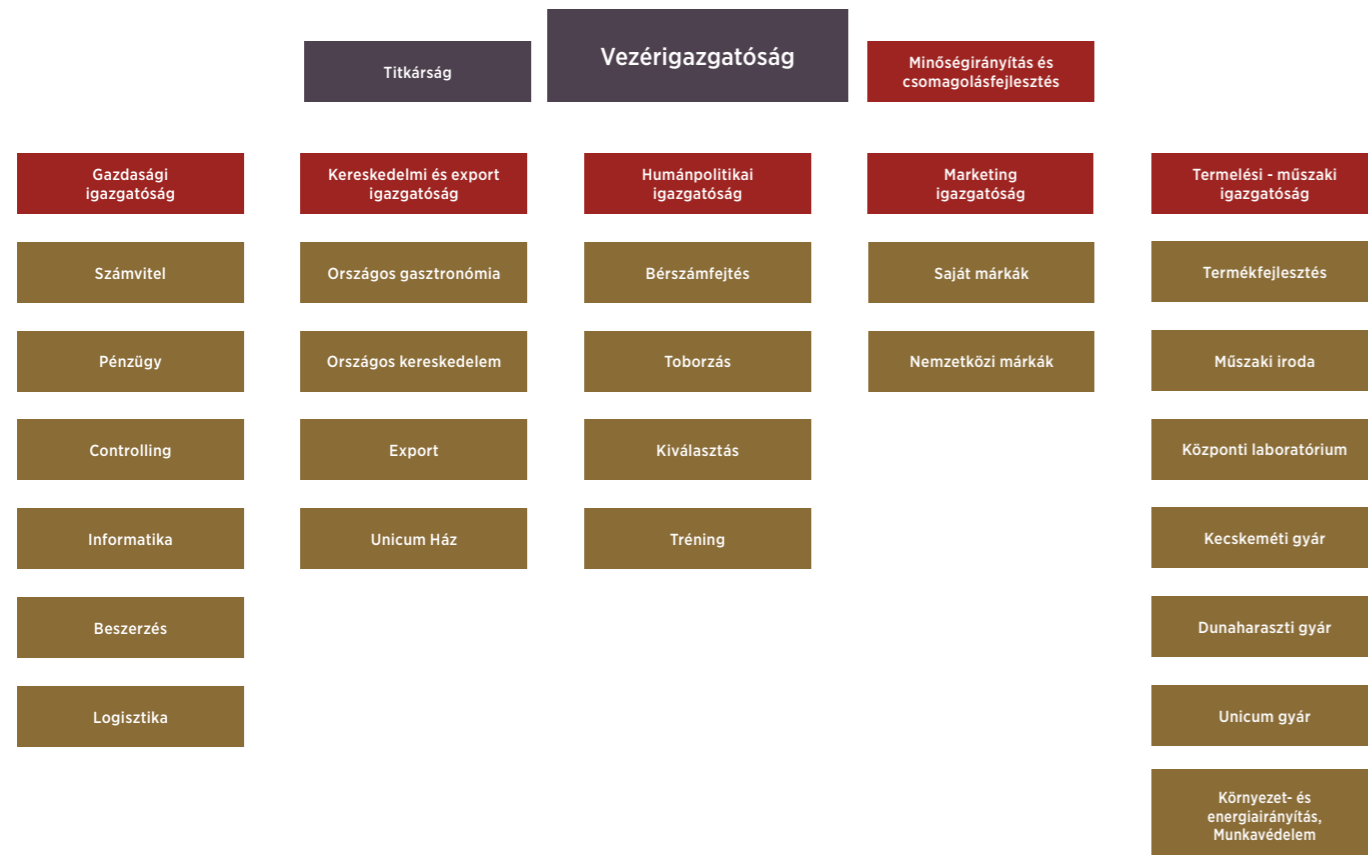 Titkárság
Vezérigazgatóság
Minőségirányítás és
csomagolásfejlesztés
Gazdasági
igazgatóság
Kereskedelmi és export
igazgatóság
Humánpolitikai
igazgatóság
Marketing
igazgatóság
Termelési - műszaki
igazgatóság
Számvitel
Országos gasztronómia
Bérszámfejtés
Saját márkák
Termékfejlesztés
Pénzügy
Országos kereskedelem
Toborzás
Nemzetközi márkák
Műszaki iroda
Controlling
Export
Kiválasztás
Központi laboratórium
Informatika
Unicum Ház
Tréning
Kecskeméti gyár
Beszerzés
Dunaharaszti gyár
Logisztika
Unicum gyár
Környezet- és
energiairányítás,
Munkavédelem